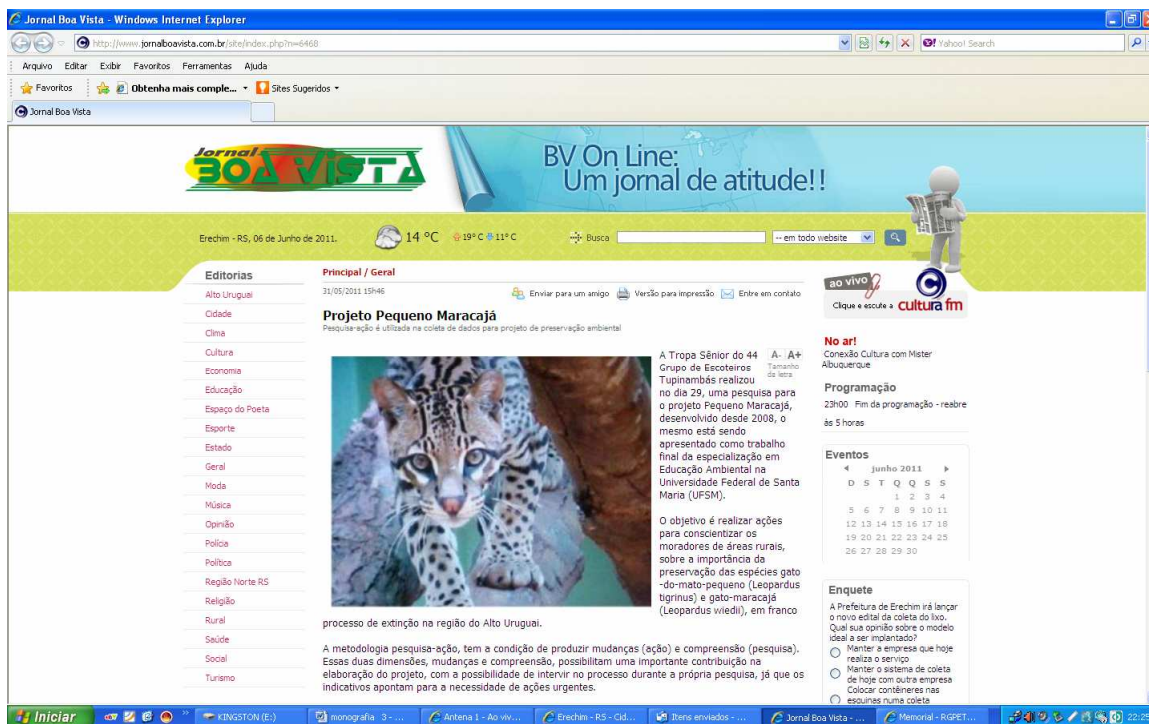 Jornal Boa Vista - Windows Internet Explorer
http://www.jornalboavista.com.br/site/index.php?n=6468
Yahoo! Search
Arquivo Editar Exibir Favoritos Ferramentas Ajuda
Favoritos Obtenha mais comple... Sites Sugeridos
Jornal Boa Vista
Jornal
BOA VISTA
BV On Line:
Um jornal de atitude!!
Erechim - RS, 06 de Junho de 2011.
14 °C 19° C 11° C
Busca
-- em todo website
Editorias
Alto Uruguai
Cidade
Clima
Cultura
Economia
Educação
Espaço do Poeta
Esporte
Estado
Geral
Moda
Música
Opinião
Polícia
Política
Região Norte RS
Religião
Rural
Saúde
Social
Turismo
Principal / Geral
31/05/2011 15h46
Enviar para um amigo Versão para impressão Entre em contato
Projeto Pequeno Maracajá
Pesquisa-ação é utilizada na coleta de dados para projeto de preservação ambiental
A- A+
Tamanho
da letra
A Tropa Sênior do 44
Grupo de Escoteiros
Tupinambás realizou
no dia 29, uma pesquisa para
o projeto Pequeno Maracajá,
desenvolvido desde 2008, o
mesmo está sendo
apresentado como trabalho
final da especialização em
Educação Ambiental na
Universidade Federal de Santa
Maria (UFSM).
O objetivo é realizar ações
para conscientizar os
moradores de áreas rurais,
sobre a importância da
preservação das espécies gato
-do-mato-pequeno (Leopardus
tigrinus) e gato-maracajá
(Leopardus wiedii), em franco
processo de extinção na região do Alto Uruguai.
A metodologia pesquisa-ação, tem a condição de produzir mudanças (ação) e compreensão (pesquisa).
Essas duas dimensões, mudanças e compreensão, possibilitam uma importante contribuição na
elaboração do projeto, com a possibilidade de intervir no processo durante a própria pesquisa, já que os
indicativos apontam para a necessidade de ações urgentes.
ao vivo
Clique e escute a cultura fm
No ar!
Conexão Cultura com Mister
Albuquerque
Programação
23h00 Fim da programação - reabre
às 5 horas
Eventos
junho 2011
D S T Q Q S S
1 2 3 4
5 6 7 8 9 10 11
12 13 14 15 16 17 18
19 20 21 22 23 24 25
26 27 28 29 30
Enquete
A Prefeitura de Erechim irá lançar
o novo edital da coleta do lixo.
Qual sua opinião sobre o modelo
ideal a ser implantado?
Manter a empresa que hoje
realiza o serviço
Manter o sistema de coleta
de hoje com outra empresa
Colocar contêineres nas
esquinas numa coleta
Iniciar
KINGSTON (E:)
monografia 3 - ...
Antena 1 - Ao viv...
Erechim - RS - Cid...
Itens enviados - ...
Jornal Boa Vista - ...
Memorial - RGPET...
22:25